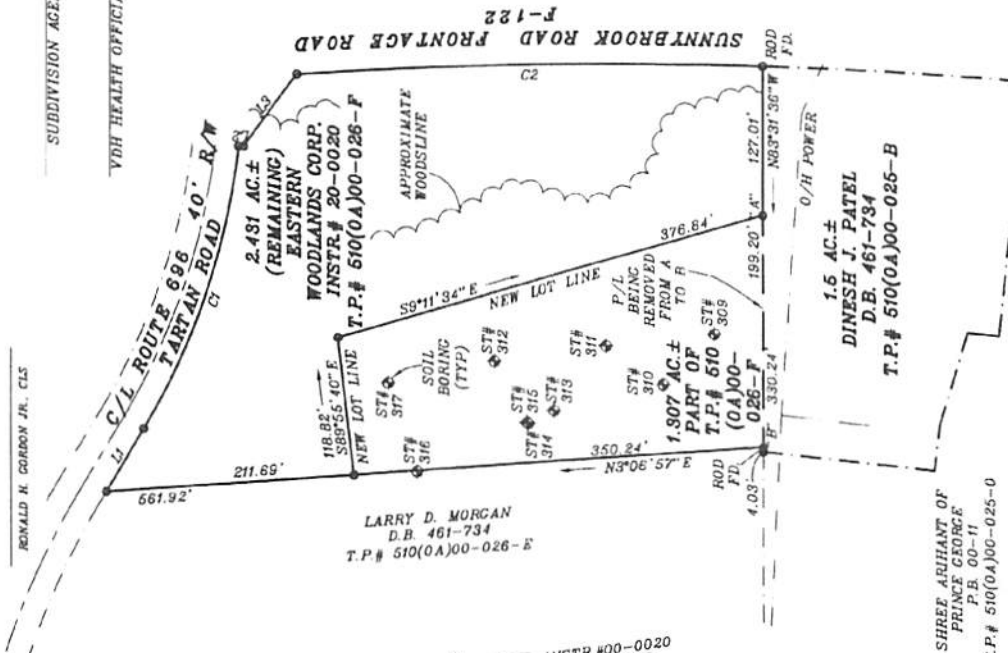 SUBDIVISION AGE
VDH HEALTH OFFICI
RONALD H. GORDON JR. CLS
C/L ROUTE 696 40' R/W
TARTAN ROAD
C1
L1
L3
SUNNYBROOK ROAD FRONTAGE ROAD
F-122
C2
ROD
FD.
2.431 AC.±
(REMAINING)
EASTERN
WOODLANDS CORP.
INSTR.# 20-0020
T.P.# 510(0A)00-026-F
APPROXIMATE
WOODSLINE
127.01'
N83°31'36"W
O/H POWER
S9°11'34" E
376.84'
NEW LOT LINE
"A"
199.20'
118.82'
S89°55'40" E
NEW LOT LINE
P/L
BEING
REMOVED
FROM A
TO B
ST#
309
ST#
310
ST#
311
ST#
312
ST#
313
ST#
314
ST#
315
ST#
316
ST#
317
SOIL
BORING
(TYP)
1.307 AC.±
PART OF
T.P.# 510
(0A)00-
026-F
330.24'
"B"
1.5 AC.±
DINESH J. PATEL
D.B. 461-734
T.P.# 510(0A)00-025-B
211.69'
561.92'
350.24'
N3°06'57" E
ROD
FD.
4.03'
LARRY D. MORGAN
D.B. 461-734
T.P.# 510(0A)00-026-E
SHREE ARIHANT OF
PRINCE GEORGE
P.B. 00-11
T.P.# 510(0A)00-025-0
#00-0020